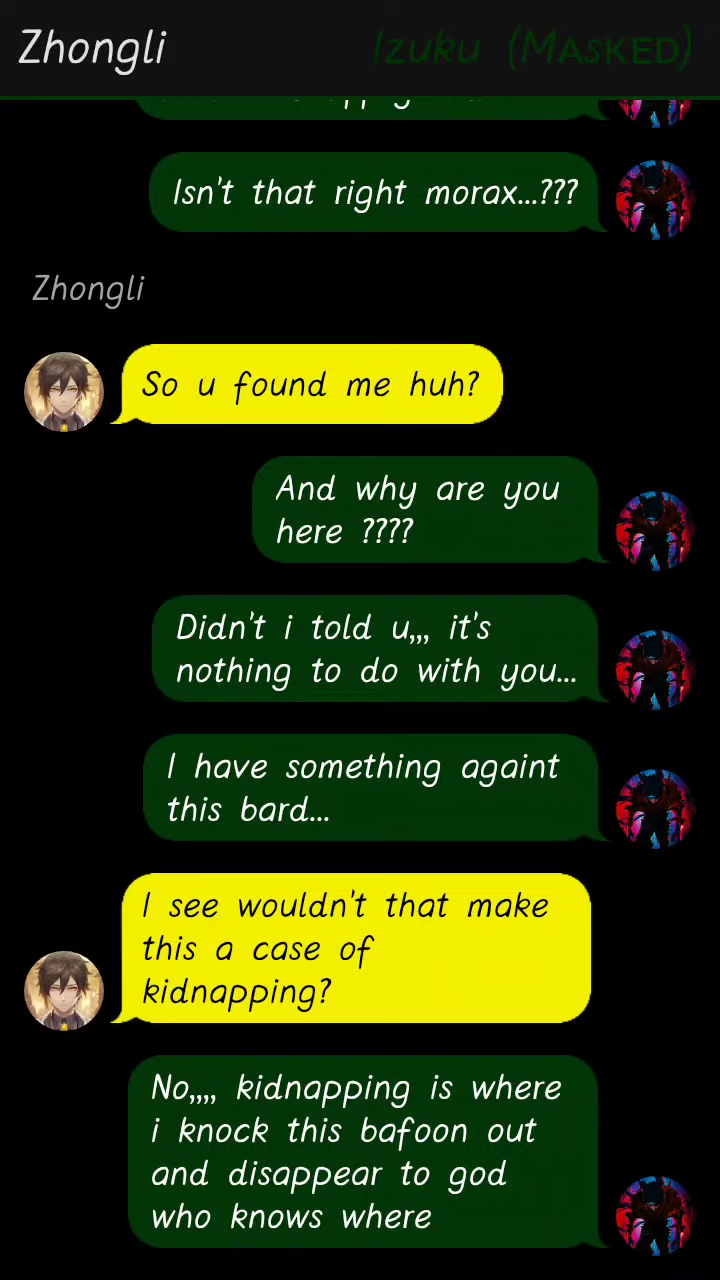 Zhongli
Izuku (Masked)
Isn't that right morax...???
Zhongli
So u found me huh?
And why are you
here ????
Didn't i told u,,, it's
nothing to do with you...
I have something againt
this bard...
I see wouldn't that make
this a case of
kidnapping?
No,,,, kidnapping is where
i knock this bafoon out
and disappear to god
who knows where